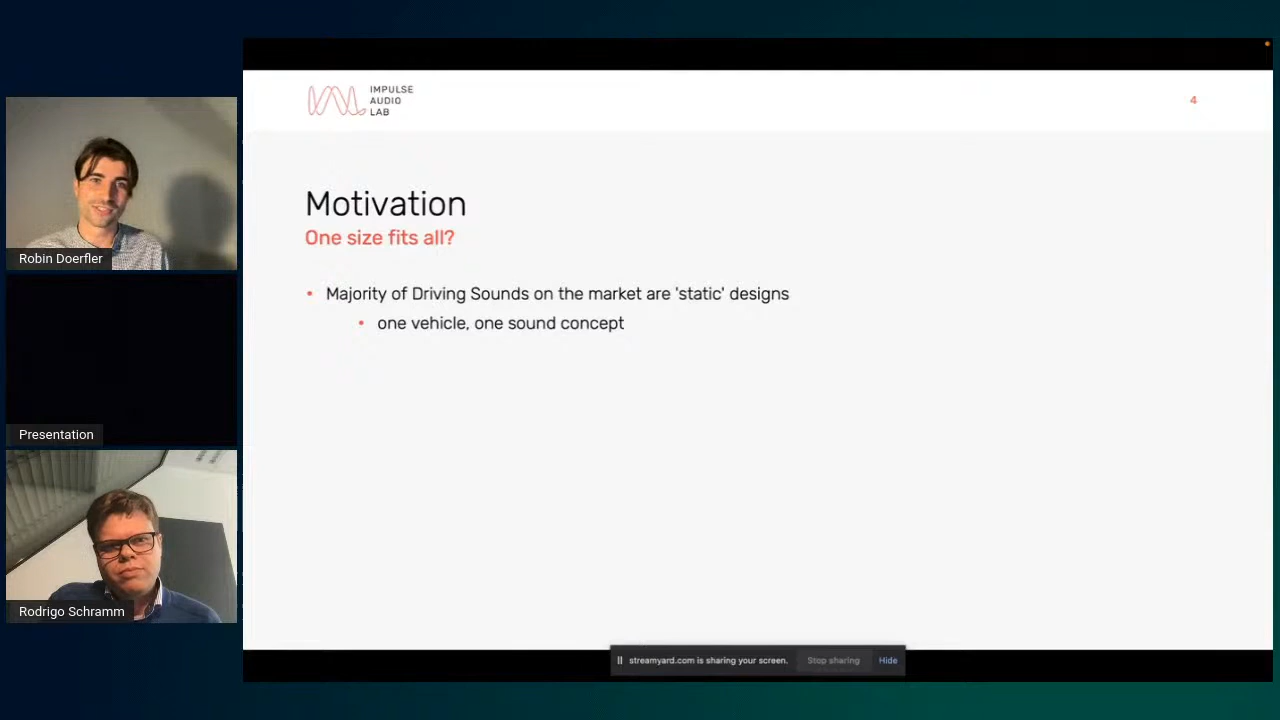 IMPULSE
AUDIO
LAB
4
Motivation
One size fits all?
• Majority of Driving Sounds on the market are 'static' designs
• one vehicle, one sound concept
Robin Doerfler
Presentation
Rodrigo Schramm
streamyard.com is sharing your screen.
Stop sharing
Hide